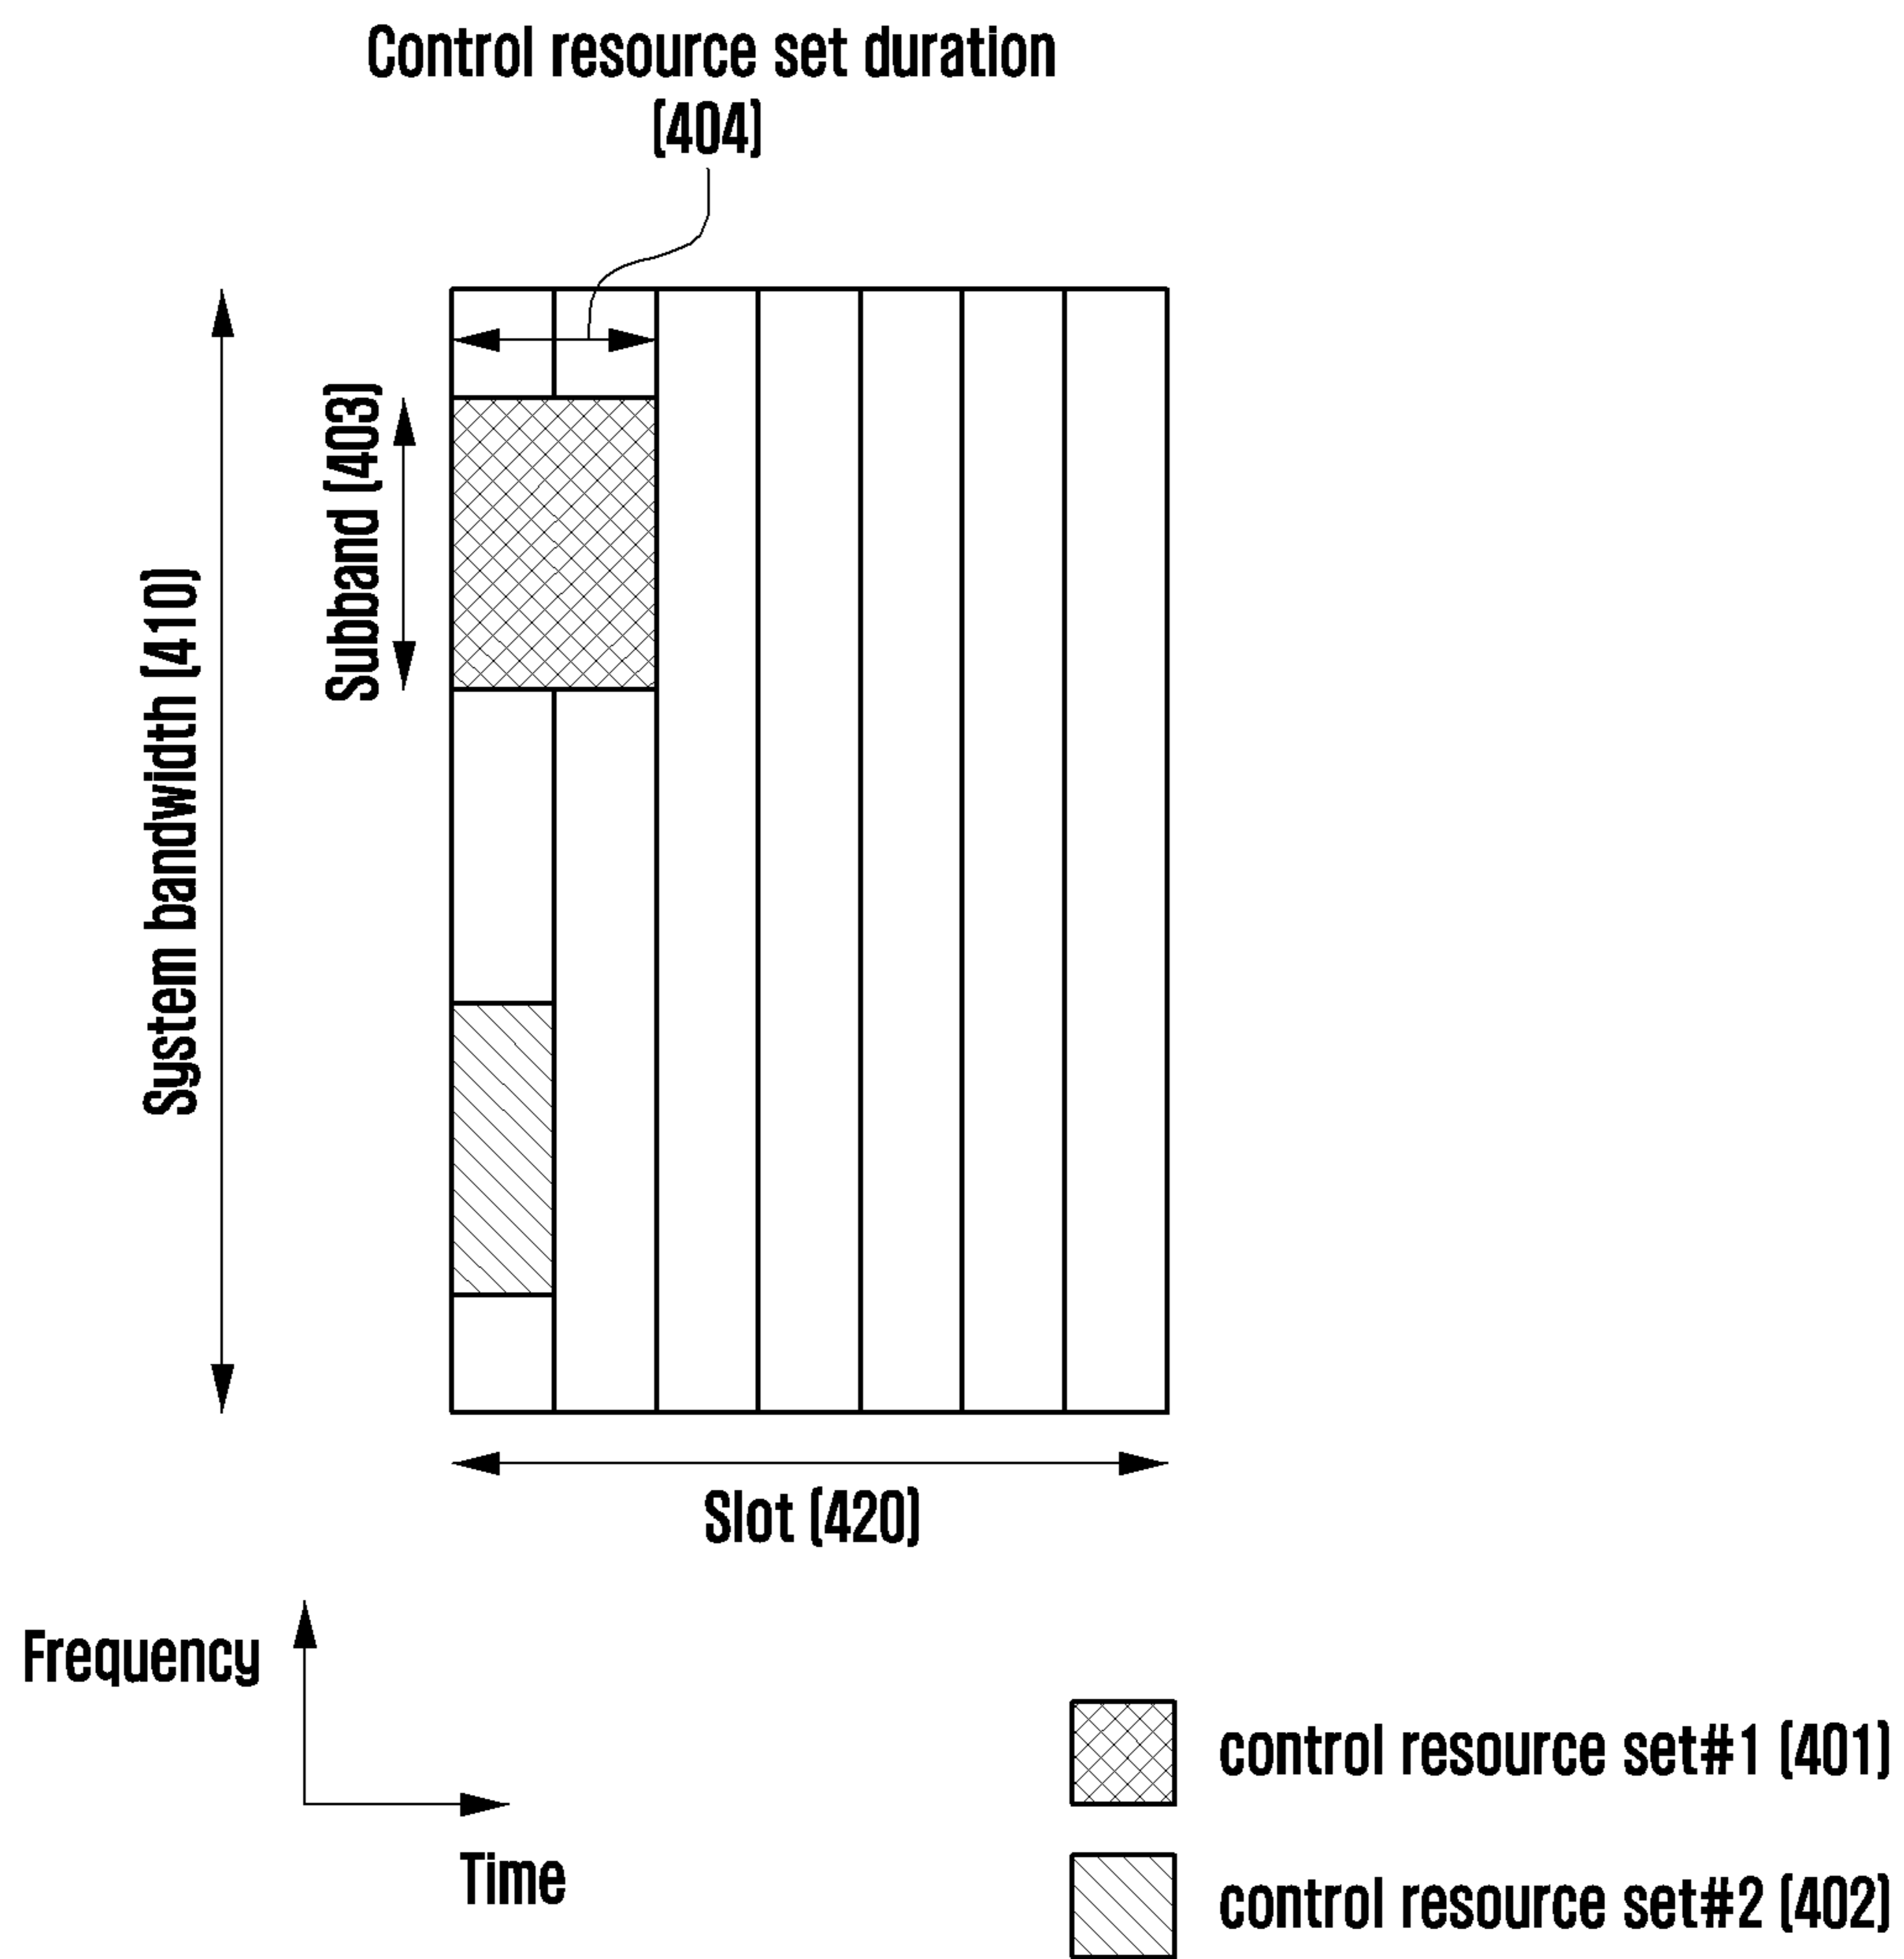 Control resource set duration
(404)
Subband (403)
System bandwidth (410)
Slot (420)
Frequency
Time
control resource set#1 (401)
control resource set#2 (402)